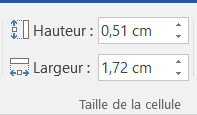 Hauteur : 0,51 cm
Largeur : 1,72 cm
Taille de la cellule